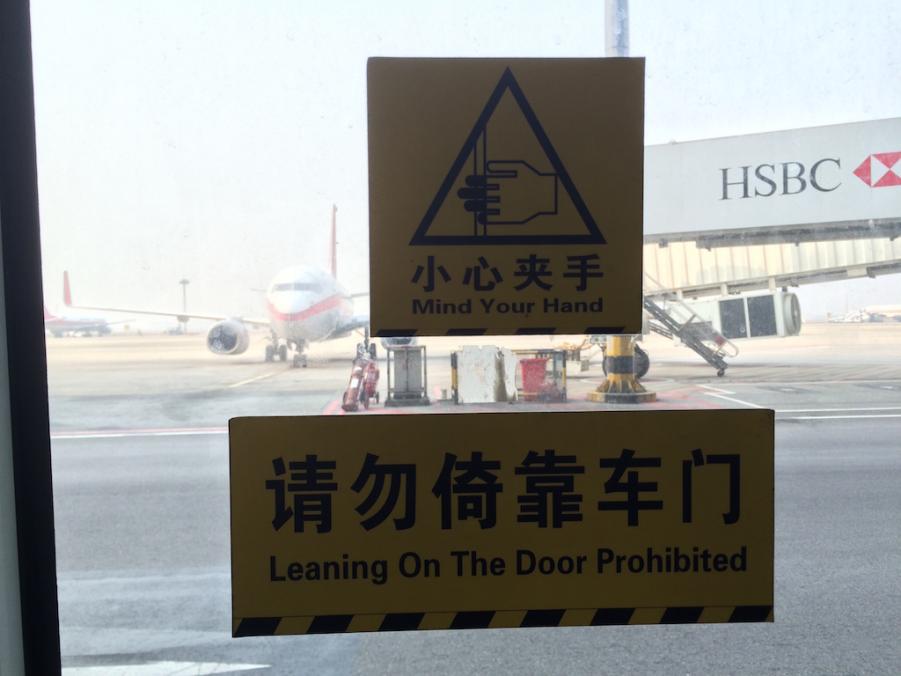 小心夹手
Mind Your Hand
HSBC
请勿倚靠车门
Leaning On The Door Prohibited